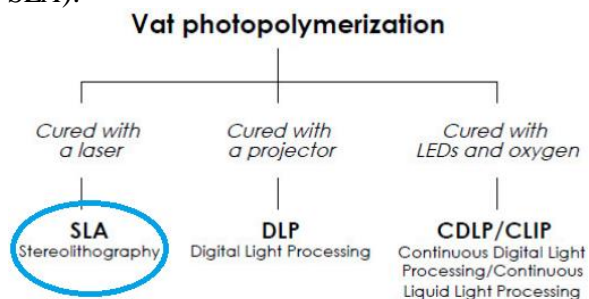 SLA).
Vat photopolymerization
Cured with
a laser
Cured with
a projector
Cured with
LEDs and oxygen
SLA
Stereolithography
DLP
Digital Light Processing
CDLP/CLIP
Continuous Digital Light
Processing/Continuous
Liquid Light Processing